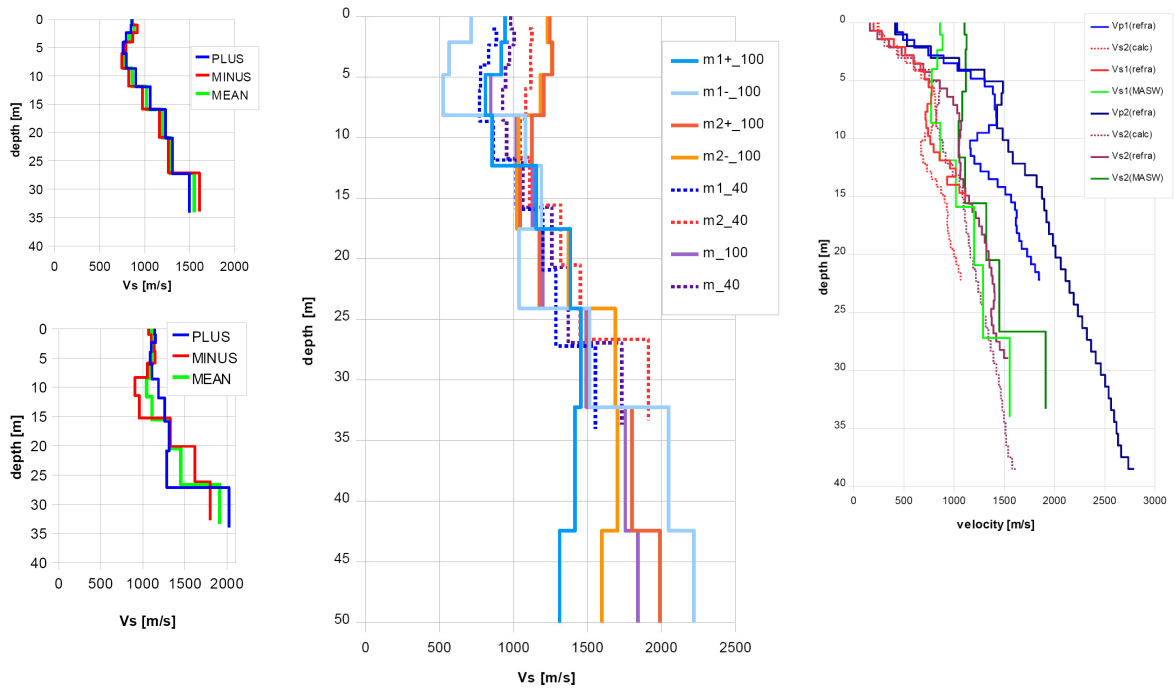 0
5
10
15
20
25
30
35
40
depth [m]
0
500
1000
1500
2000
Vs [m/s]
PLUS
MINUS
MEAN
0
5
10
15
20
25
30
35
40
depth [m]
0
500
1000
1500
2000
Vs [m/s]
PLUS
MINUS
MEAN
0
5
10
15
20
25
30
35
40
45
50
depth [m]
0
500
1000
1500
2000
2500
Vs [m/s]
m1+_100
m1-_100
m2+_100
m2-_100
m1_40
m2_40
m_100
m_40
0
5
10
15
20
25
30
35
40
depth [m]
0
500
1000
1500
2000
2500
3000
velocity [m/s]
Vp1(refra)
Vs2(calc)
Vs1(refra)
Vs1(MASW)
Vp2(refra)
Vs2(calc)
Vs2(refra)
Vs2(MASW)